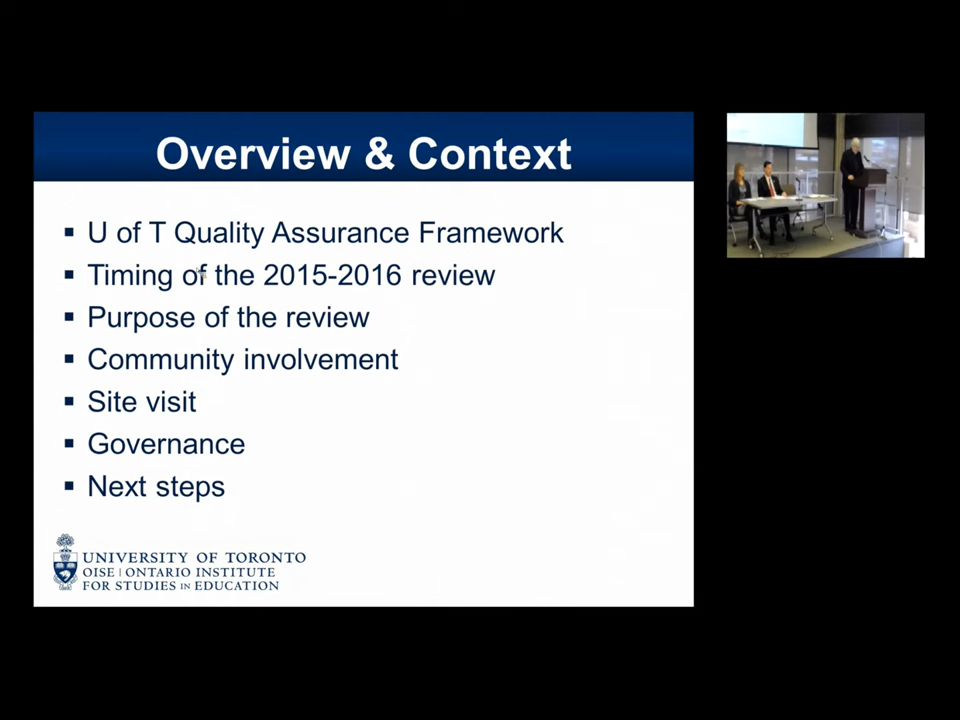 Overview & Context
▪ U of T Quality Assurance Framework
▪ Timing of the 2015-2016 review
▪ Purpose of the review
▪ Community involvement
▪ Site visit
▪ Governance
▪ Next steps
UNIVERSITY OF TORONTO
OISE | ONTARIO INSTITUTE
FOR STUDIES IN EDUCATION